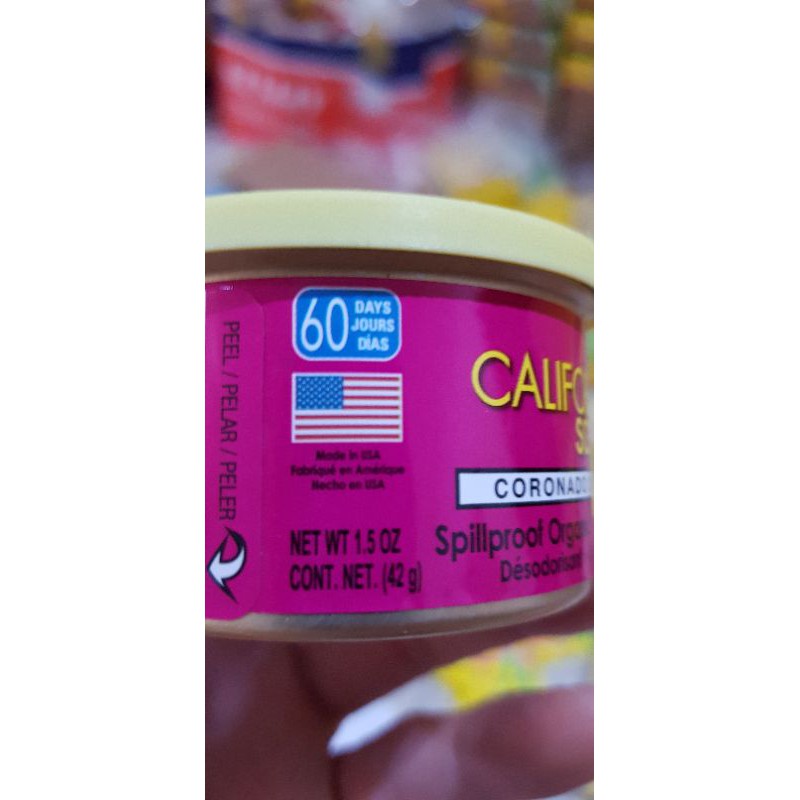 60 DAYS
JOURS
DÍAS
PEEL / PELAR / PELER
Made in USA
Fabriqué en Amérique
Hecho en USA
NET WT 1.5 OZ
CONT. NET. (42 g)
CALIFO
CORONADO
Spillproof Orga
Désodorisant